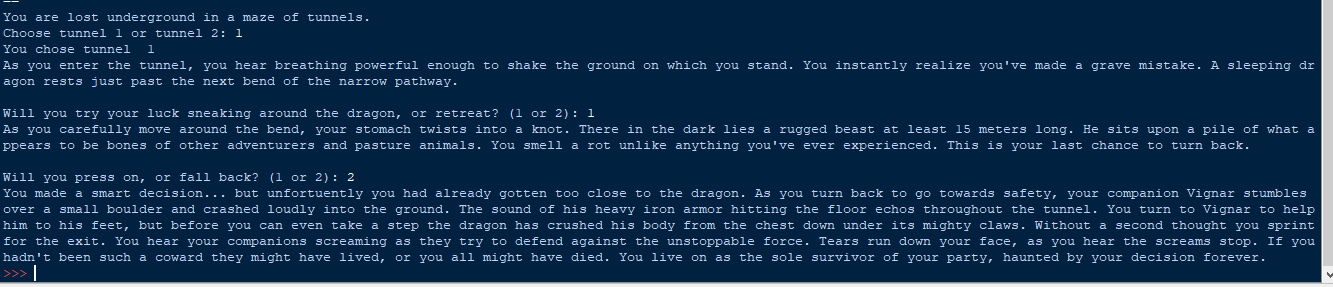 ==
You are lost underground in a maze of tunnels.
Choose tunnel 1 or tunnel 2: 1
You chose tunnel  1
As you enter the tunnel, you hear breathing powerful enough to shake the ground on which you stand. You instantly realize you've made a grave mistake. A sleeping dr
agon rests just past the next bend of the narrow pathway.
Will you try your luck sneaking around the dragon, or retreat? (1 or 2): 1
As you carefully move around the bend, your stomach twists into a knot. There in the dark lies a rugged beast at least 15 meters long. He sits upon a pile of what a
ppears to be bones of other adventurers and pasture animals. You smell a rot unlike anything you've ever experienced. This is your last chance to turn back.
Will you press on, or fall back? (1 or 2): 2
You made a smart decision... but unfortuently you had already gotten too close to the dragon. As you turn back to go towards safety, your companion Vignar stumbles
over a small boulder and crashed loudly into the ground. The sound of his heavy iron armor hitting the floor echos throughout the tunnel. You turn to Vignar to help
him to his feet, but before you can even take a step the dragon has crushed his body from the chest down under its mighty claws. Without a second thought you sprint
for the exit. You hear your companions screaming as they try to defend against the unstoppable force. Tears run down your face, as you hear the screams stop. If you
hadn't been such a coward they might have lived, or you all might have died. You live on as the sole survivor of your party, haunted by your decision forever.
>>>